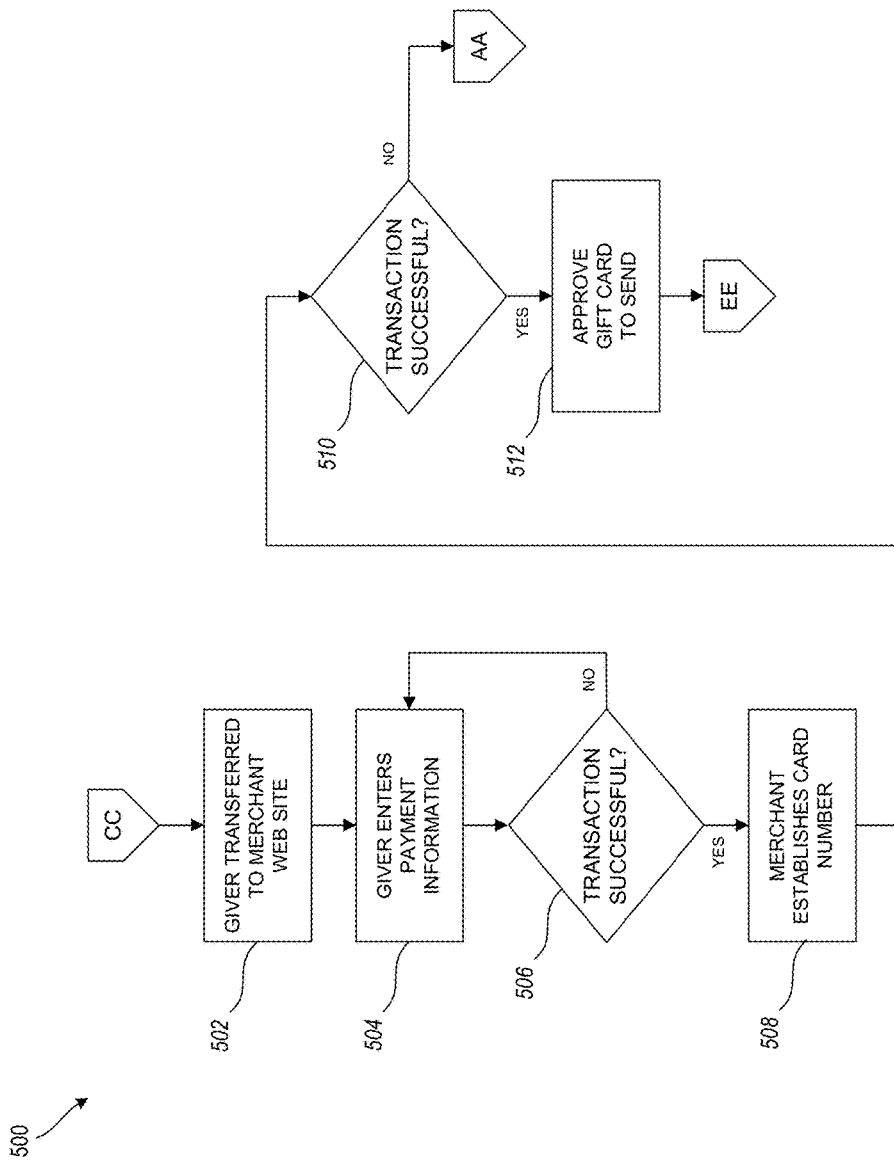 500
CC
502
GIVER TRANSFERRED
TO MERCHANT
WEB SITE
504
GIVER ENTERS
PAYMENT
INFORMATION
506
TRANSACTION
SUCCESSFUL?
NO
YES
508
MERCHANT
ESTABLISHES CARD
NUMBER
510
TRANSACTION
SUCCESSFUL?
NO
AA
YES
512
APPROVE
GIFT CARD
TO SEND
EE